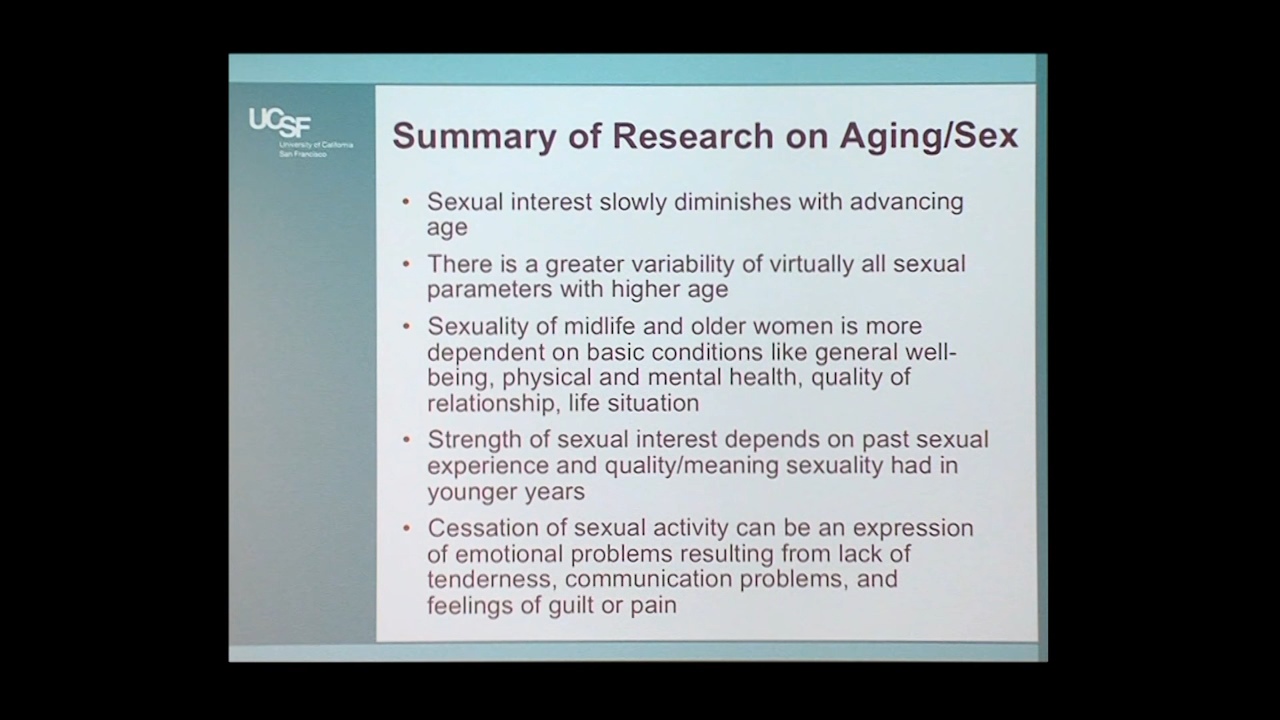 UCSF
University of California
San Francisco
Summary of Research on Aging/Sex
• Sexual interest slowly diminishes with advancing
age
• There is a greater variability of virtually all sexual
parameters with higher age
• Sexuality of midlife and older women is more
dependent on basic conditions like general well-
being, physical and mental health, quality of
relationship, life situation
• Strength of sexual interest depends on past sexual
experience and quality/meaning sexuality had in
younger years
• Cessation of sexual activity can be an expression
of emotional problems resulting from lack of
tenderness, communication problems, and
feelings of guilt or pain